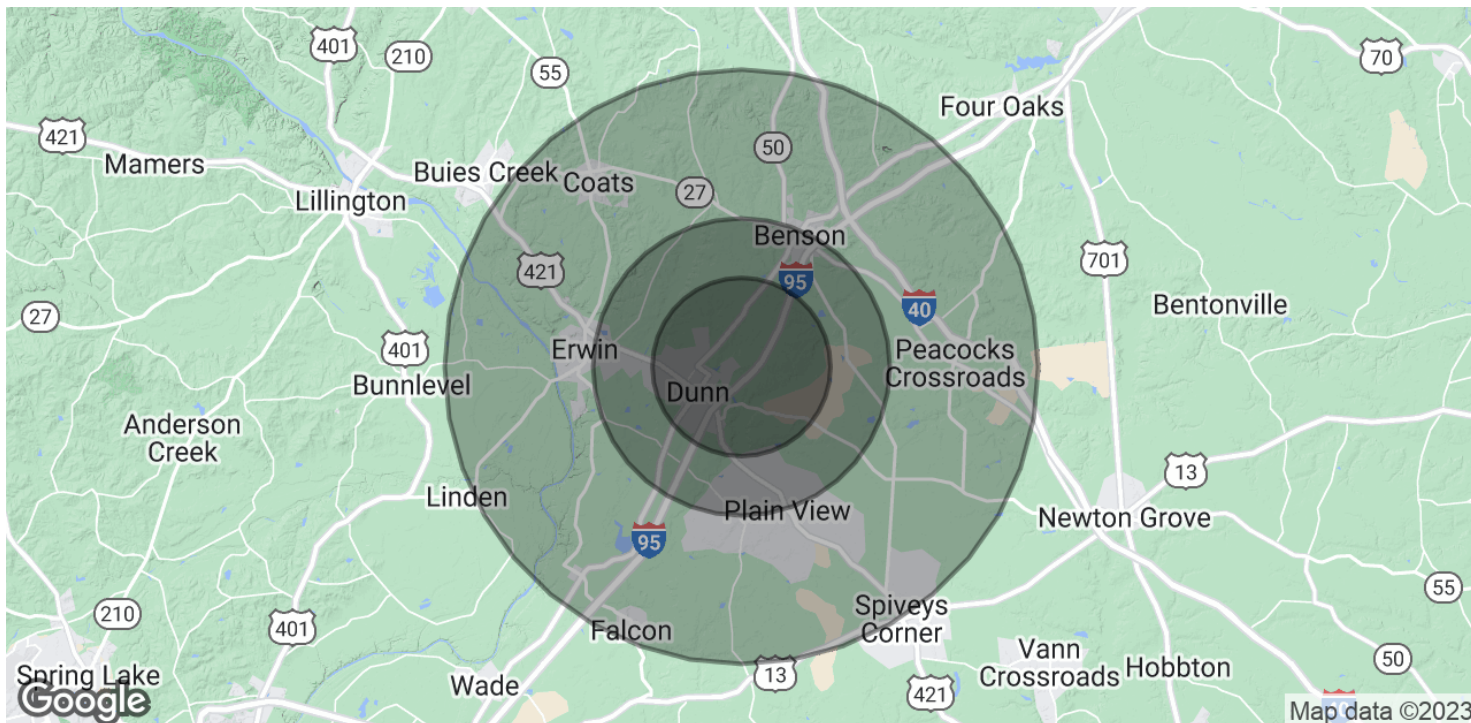 401
210
55
70
421
50
Four Oaks
Mamers
Buies Creek
Coats
27
Lillington
Benson
421
95
701
40
Bentonville
27
401
Erwin
Peacocks
Crossroads
Bunnlevel
Dunn
Anderson
Creek
13
Linden
Plain View
Newton Grove
95
55
210
401
Falcon
Spiveys
Corner
Vann
Crossroads
Hobbton
50
Spring Lake
Wade
13
421
Google
Map data ©2023